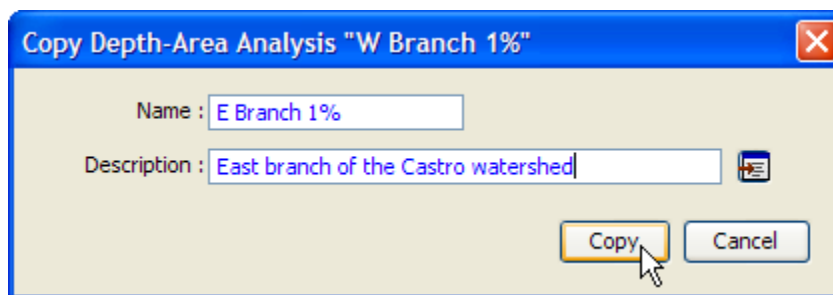 Copy Depth-Area Analysis "W Branch 1%"
Name : E Branch 1%
Description : East branch of the Castro watershed
Copy Cancel